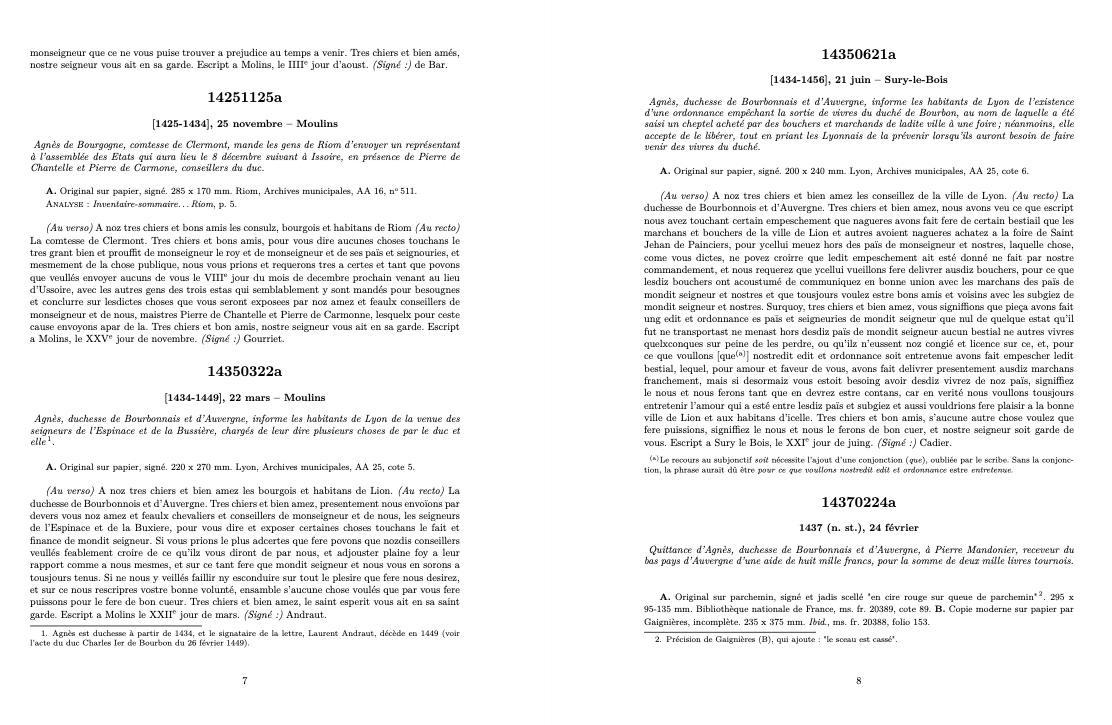 monseigneur que ce ne vous puise trouver a prejudice au temps a venir. Tres chiers et bien amés,
nostre seigneur vous ait en sa garde. Escript a Molins, le IIIIe jour d'aoust. (Signé :) de Bar.
14251125a
[1425-1434], 25 novembre – Moulins
Agnès de Bourgogne, comtesse de Clermont, mande les gens de Riom d'envoyer un représentant
à l'assemblée des Etats qui aura lieu le 8 décembre suivant à Issoire, en présence de Pierre de
Chantelle et Pierre de Carmone, conseillers du duc.
A. Original sur papier, signé. 285 x 170 mm. Riom, Archives municipales, AA 16, nº 511.
ANALYSE : Inventaire-sommaire... Riom, p. 5.
(Au verso) A noz tres chiers et bons amis les consulz, bourgois et habitans de Riom (Au recto)
La comtesse de Clermont. Tres chiers et bons amis, pour vous dire aucunes choses touchans le
tres grant bien et prouffit de monseigneur le roy et de monseigneur et de ses païs et seignouries, et
mesmement de la chose publique, nous vous prions et requerons tres a certes et tant que povons
que veullés envoyer aucuns de vous le VIIIe jour du moys de decembre prochain venant au lieu
d'Ussoire, avec les autres gens des trois estas qui semblablement y sont mandés pour besougnes
et conclurre sur lesdictes choses que vous seront exposees par noz amez et feaulx conseillers de
monseigneur et de nous, maistres Pierre de Chantelle et Pierre de Carmonne, lesquelx pour ceste
cause envoyons apar de la. Tres chiers et bon amis, nostre seigneur vous ait en sa garde. Escript
a Molins, le XXVe jour de novembre. (Signé :) Gourriet.
14350322a
[1434-1449], 22 mars – Moulins
Agnès, duchesse de Bourbonnais et d'Auvergne, informe les habitants de Lyon de la venue des
seigneurs de l'Espinace et de la Bussière, chargés de leur dire plusieurs choses de par le duc et
elle 1.
A. Original sur papier, signé. 220 x 270 mm. Lyon, Archives municipales, AA 25, cote 5.
(Au verso) A noz tres chiers et bien amez les bourgois et habitans de Lion. (Au recto) La
duchesse de Bourbonnois et d'Auvergne. Tres chiers et bien amez, presentement nous envoïons par
devers vous noz amez et feaulx chevaliers et conseillers de monseigneur et de nous, les seigneurs
de l'Espinace et de la Buxiere, pour vous dire et exposer certaines choses touchans le fait et
finance de mondit seigneur. Si vous prions le plus adcertes que fere povons que nozdis conseillers
veullés feablement croire de ce qu'ilz vous diront de par nous, et adjouster plaine foy a leur
rapport comme a nous mesmes, et sur ce tant fere que mondit seigneur et nous vous en sorons a
tousjours tenus. Si ne nous y veillés faillir ny esconduire sur tout le plesire que fere nous desirez,
et sur ce nous rescripres vostre bonne volunté, ensamble s'aucune chose voulés que par vous fere
puissons pour le fere de bon cueur. Tres chiers et bien amez, le saint esperit vous ait en sa saint
garde. Escript a Molins le XXIIe jour de mars. (Signé :) Andraut.
1. Agnès est duchesse à partir de 1434, et le signataire de la lettre, Laurent Andraut, décède en 1449 (voir
l'acte du duc Charles Ier de Bourbon du 26 février 1449).
7
14350621a
[1434-1456], 21 juin – Sury-le-Bois
Agnès, duchesse de Bourbonnais et d'Auvergne, informe les habitants de Lyon de l'existence
d'une ordonnance empêchant la sortie de vivres du duché de Bourbon, au nom de laquelle a été
saisi un cheptel acheté par des bouchers et marchands de ladite ville à une foire ; néanmoins, elle
accepte de le libérer, tout en priant les Lyonnais de la prévenir lorsqu'ils auront besoin de faire
venir des vivres du duché.
A. Original sur papier, signé. 200 x 240 mm. Lyon, Archives municipales, AA 25, cote 6.
(Au verso) A noz tres chiers et bien amez les conseillez de la ville de Lyon. (Au recto) La
duchesse de Bourbonnois et d'Auvergne. Tres chiers et bien amez, nous avons veu ce que escript
nous avez touchant certain empeschement que nagueres avons fait fere de certain bestial que les
marchans et bouchers de la ville de Lion et autres avoient nagueres achatez a la foire de Saint
Jehan de Painciers, pour ycellui meuez hors des païs de monseigneur et nostres, laquelle chose,
come vous dictes, ne povez croirre que ledit empeschement ait esté donné ne fait par nostre
commandement, et nous requerez que ycellui vueillons fere delivrer ausdiz bouchers, pour ce que
lesdiz bouchers ont acoustumé de communiquez en bonne union avec les marchans des païs de
mondit seigneur et nostres et que tousjours voulez estre bons amis et voisins avec les subgiez de
mondit seigneur et nostres. Surquoy, tres chiers et bien amez, vous signiffions que pieça avons fait
ung edit et ordonnance es païs et seigneuries de mondit seigneur que nul de quelque estat qu'il
fut ne transportast ne menast hors desdiz païs de mondit seigneur aucun bestial ne autres vivres
quelxconques sur peine de les perdre, ou qu'ilz n'eussent noz congié et licence sur ce, et, pour
ce que voullons [que(a)] nostredit edit et ordonnance soit entretenue avons fait empescher ledit
bestial, lequel, pour amour et faveur de vous, avons fait delivrer presentement ausdiz marchans
franchement, mais si desormaiz vous estoit besoing avoir desdiz vivrez de noz païs, signiffiez
le nous et nous ferons tant que en devrez estre contans, car en verité nous voullons tousjours
entretenir l'amour qui a esté entre lesdiz païs et subgiez et aussi vouldrions fere plaisir a la bonne
ville de Lion et aux habitans d'icelle. Tres chiers et bon amis, s'aucune autre chose voulez que
fere puissions, signiffiez le nous et nous le ferons de bon cuer, et nostre seigneur soit garde de
vous. Escript a Sury le Bois, le XXIe jour de juing. (Signé :) Cadier.
(a) Le recours au subjonctif soit nécessite l'ajout d'une conjonction (que), oubliée par le scribe. Sans la conjonc-
tion, la phrase aurait dû être pour ce que voullons nostredit edit et ordonnance estre entretenue.
14370224a
1437 (n. st.), 24 février
Quittance d'Agnès, duchesse de Bourbonnais et d'Auvergne, à Pierre Mandonier, receveur du
bas pays d'Auvergne d'une aide de huit mille francs, pour la somme de deux mille livres tournois.
A. Original sur parchemin, signé et jadis scellé "en cire rouge sur queue de parchemin" 2. 295 x
95-135 mm. Bibliothèque nationale de France, ms. fr. 20389, cote 89. B. Copie moderne sur papier par
Gaignières, incomplète. 235 x 375 mm. Ibid., ms. fr. 20388, folio 153.
2. Précision de Gaignières (B), qui ajoute : "le sceau est cassé".
8